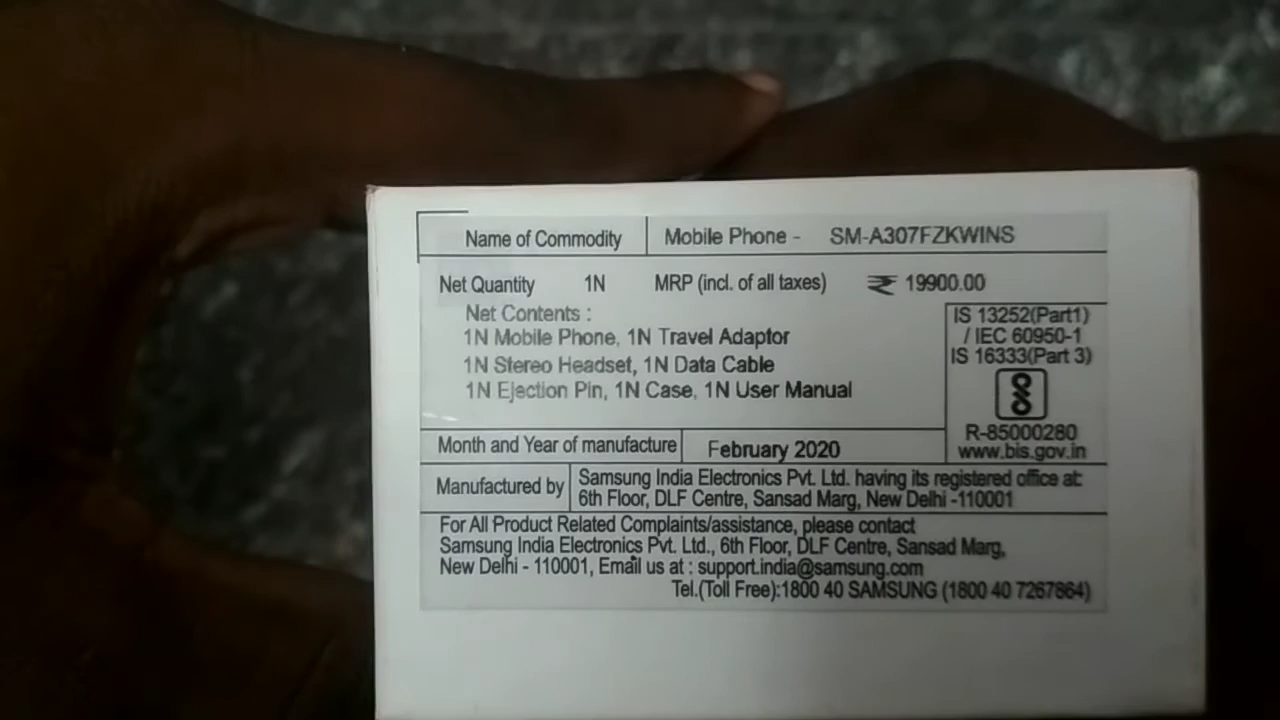 Name of Commodity Mobile Phone - SM-A307FZKWINS
Net Quantity 1N MRP (incl. of all taxes) ₹ 19900.00
Net Contents :
1N Mobile Phone, 1N Travel Adaptor
1N Stereo Headset, 1N Data Cable
1N Ejection Pin, 1N Case, 1N User Manual
IS 13252(Part1)
/ IEC 60950-1
IS 16333(Part 3)
R-85000280
www.bis.gov.in
Month and Year of manufacture February 2020
Manufactured by Samsung India Electronics Pvt. Ltd. having its registered office at:
6th Floor, DLF Centre, Sansad Marg, New Delhi -110001
For All Product Related Complaints/assistance, please contact
Samsung India Electronics Pvt. Ltd., 6th Floor, DLF Centre, Sansad Marg,
New Delhi - 110001, Email us at : support.india@samsung.com
Tel.(Toll Free):1800 40 SAMSUNG (1800 40 7267864)